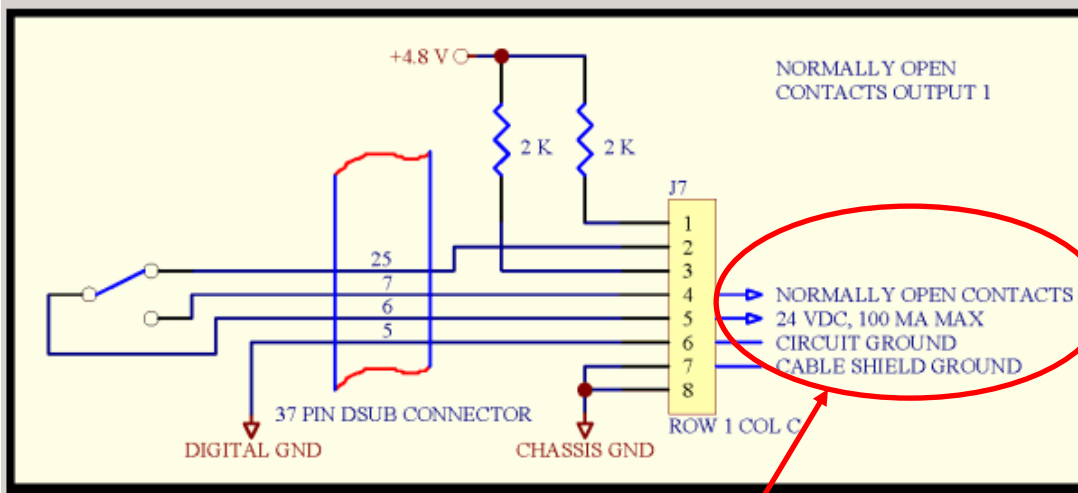 +4.8 V
NORMALLY OPEN
CONTACTS OUTPUT 1
2 K
2 K
J7
1
2
3
4
5
6
7
8
25
7
6
5
NORMALLY OPEN CONTACTS
24 VDC, 100 MA MAX
CIRCUIT GROUND
CABLE SHIELD GROUND
37 PIN DSUB CONNECTOR
ROW 1 COL C
DIGITAL GND
CHASSIS GND